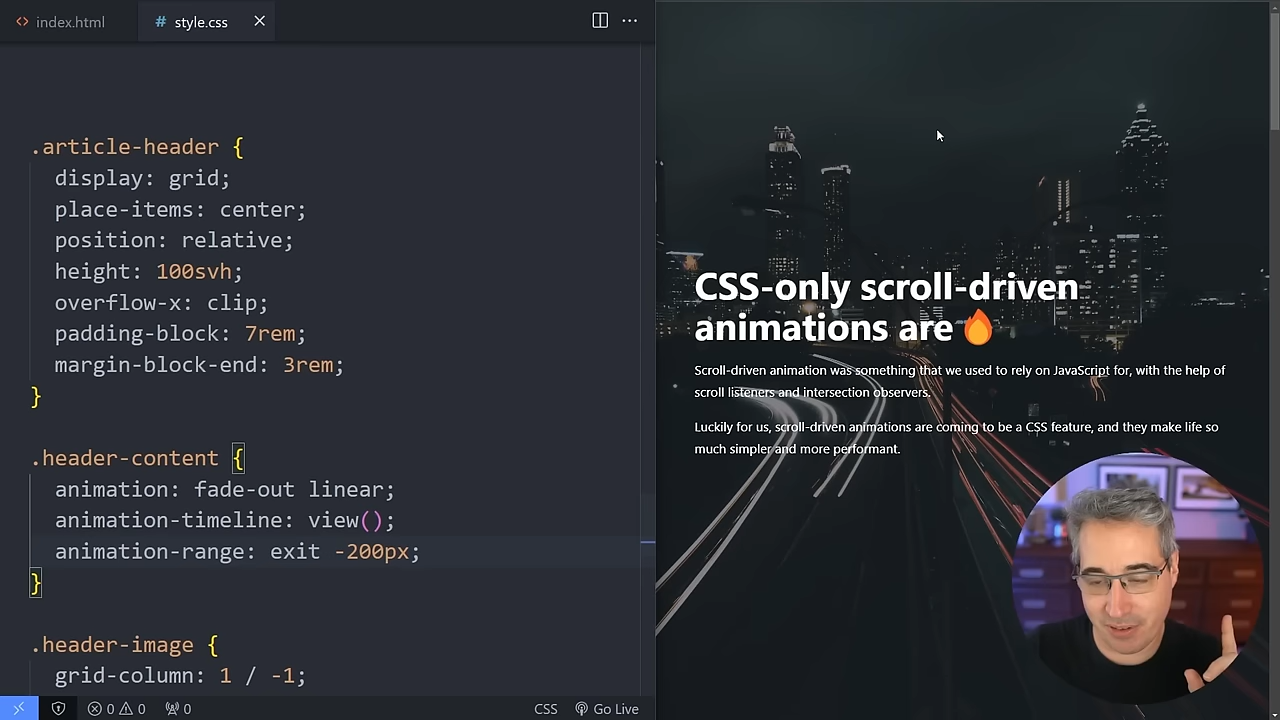 index.html
style.css
.article-header {
display: grid;
place-items: center;
position: relative;
height: 100svh;
overflow-x: clip;
padding-block: 7rem;
margin-block-end: 3rem;
}
.header-content {
animation: fade-out linear;
animation-timeline: view();
animation-range: exit -200px;
}
.header-image {
grid-column: 1 / -1;
0 0 0
CSS Go Live
CSS-only scroll-driven
animations are🔥
Scroll-driven animation was something that we used to rely on JavaScript for, with the help of
scroll listeners and intersection observers.
Luckily for us, scroll-driven animations are coming to be a CSS feature, and they make life so
much simpler and more performant.